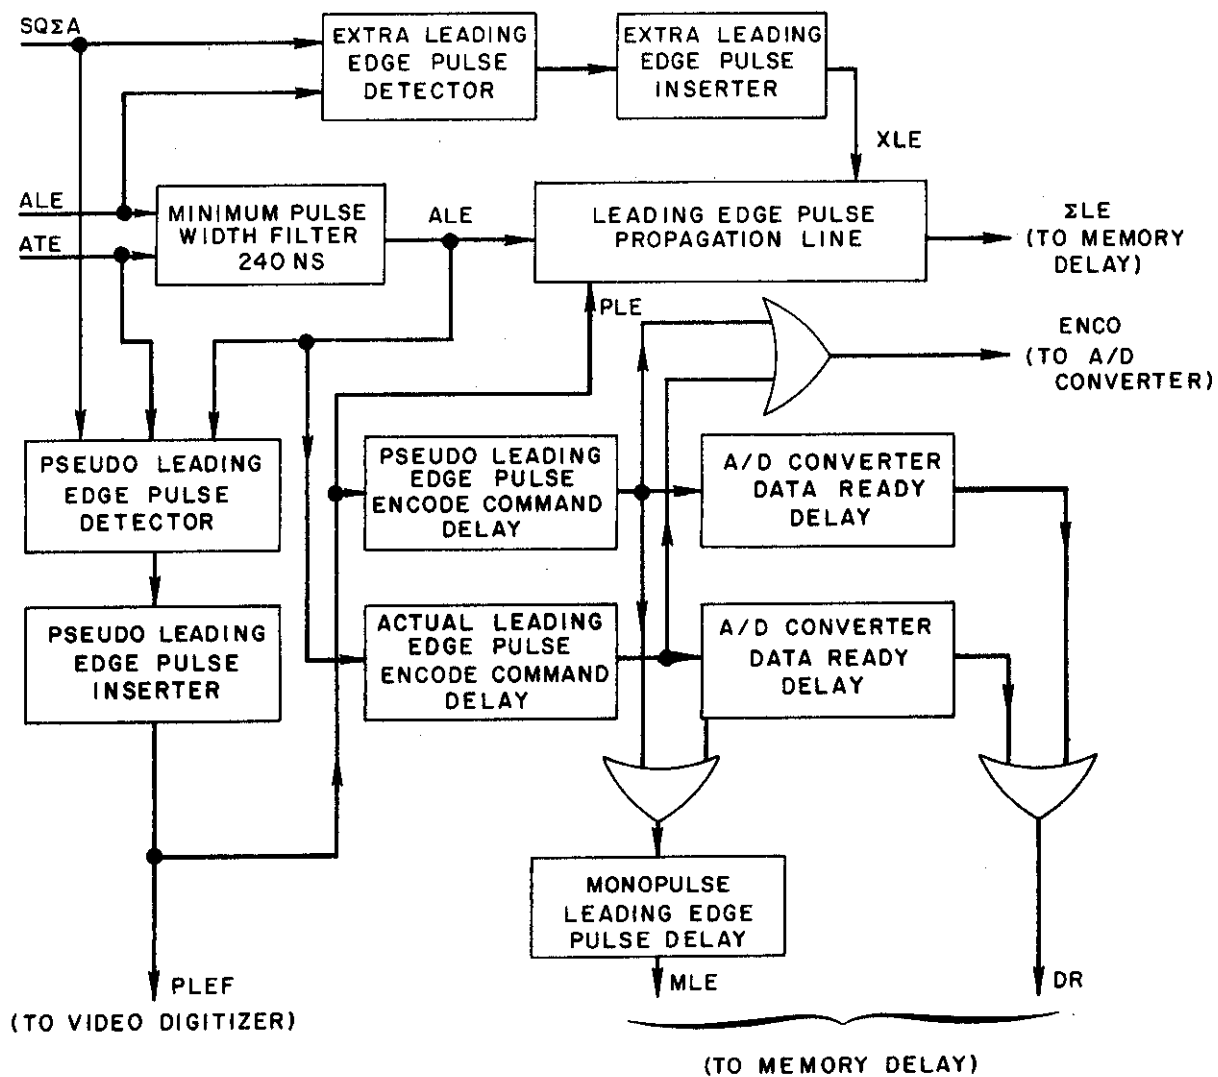 SQΣA
EXTRA LEADING
EDGE PULSE
DETECTOR
EXTRA LEADING
EDGE PULSE
INSERTER
XLE
ALE
ATE
MINIMUM PULSE
WIDTH FILTER
240 NS
ALE
LEADING EDGE PULSE
PROPAGATION LINE
ΣLE
(TO MEMORY
DELAY)
PLE
ENCO
(TO A/D
CONVERTER)
PSEUDO LEADING
EDGE PULSE
DETECTOR
PSEUDO LEADING
EDGE PULSE
ENCODE COMMAND
DELAY
A/D CONVERTER
DATA READY
DELAY
PSEUDO LEADING
EDGE PULSE
INSERTER
ACTUAL LEADING
EDGE PULSE
ENCODE COMMAND
DELAY
A/D CONVERTER
DATA READY
DELAY
MONOPULSE
LEADING EDGE
PULSE DELAY
PLEF
(TO VIDEO DIGITIZER)
MLE
DR
(TO MEMORY DELAY)